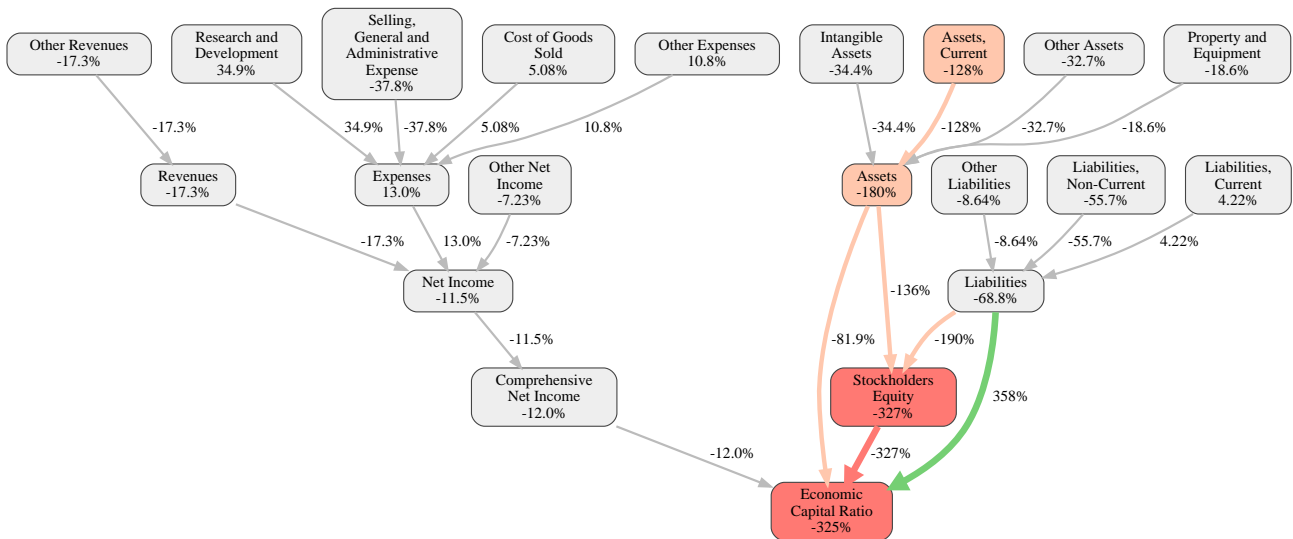 Other Revenues
-17.3%
Research and
Development
34.9%
Selling,
General and
Administrative
Expense
-37.8%
Cost of Goods
Sold
5.08%
Other Expenses
10.8%
Intangible
Assets
-34.4%
Assets,
Current
-128%
Other Assets
-32.7%
Property and
Equipment
-18.6%
-17.3%
34.9%
-37.8%
5.08%
10.8%
-34.4%
-128%
-32.7%
-18.6%
Revenues
-17.3%
Expenses
13.0%
Other Net
Income
-7.23%
Assets
-180%
Other
Liabilities
-8.64%
Liabilities,
Non-Current
-55.7%
Liabilities,
Current
4.22%
-17.3%
13.0%
-7.23%
-8.64%
-55.7%
4.22%
Net Income
-11.5%
-136%
Liabilities
-68.8%
-11.5%
-81.9%
-190%
Comprehensive
Net Income
-12.0%
Stockholders
Equity
-327%
358%
-12.0%
-327%
Economic
Capital Ratio
-325%